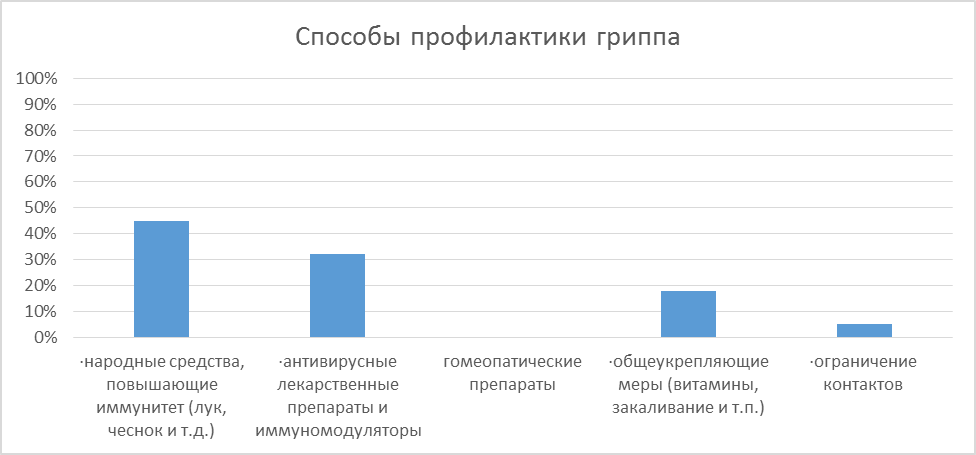 Способы профилактики гриппа
100%
90%
80%
70%
60%
50%
40%
30%
20%
10%
0%
·народные средства,
повышающие
иммунитет (лук,
чеснок и т.д.)
·антивирусные
лекарственные
препараты и
иммуномодуляторы
гомеопатические
препараты
·общеукрепляющие
меры (витамины,
закаливание и т.п.)
·ограничение
контактов